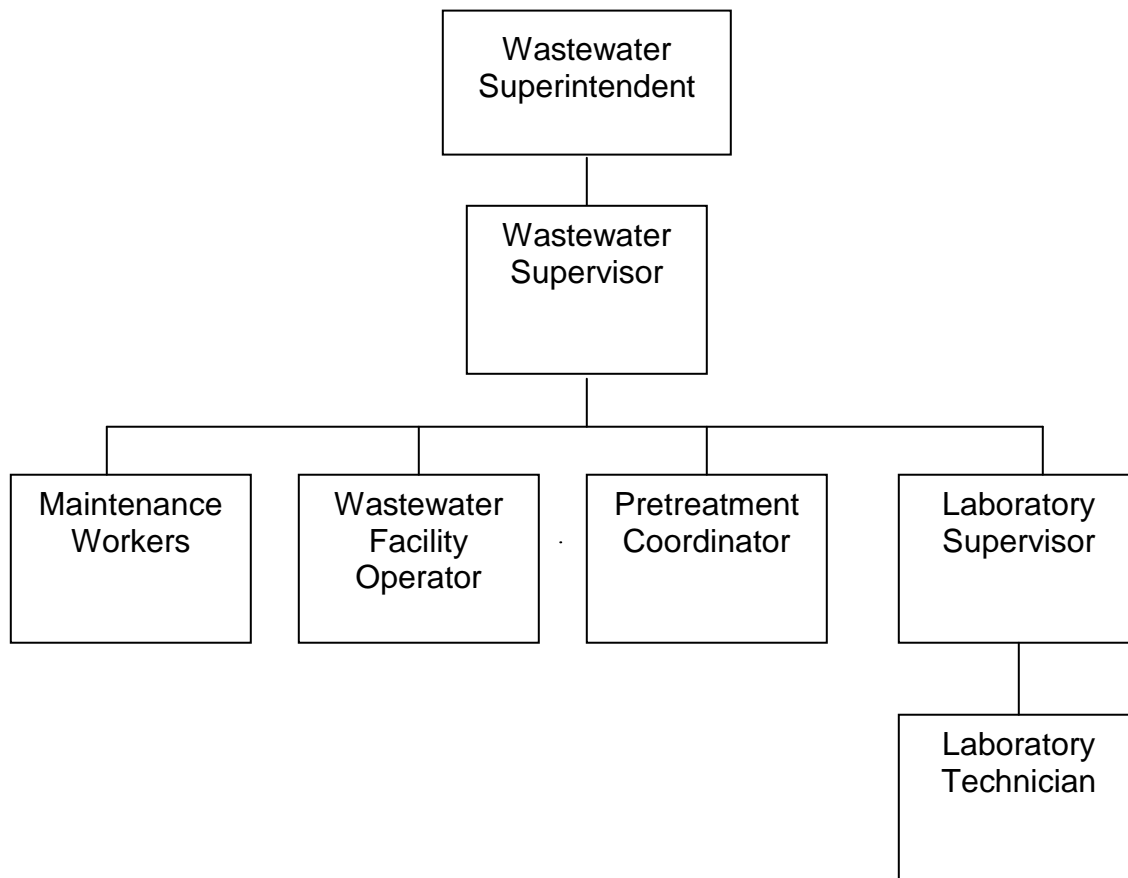 Wastewater
Superintendent
Wastewater
Supervisor
Maintenance
Workers
Wastewater
Facility
Operator
Pretreatment
Coordinator
Laboratory
Supervisor
Laboratory
Technician